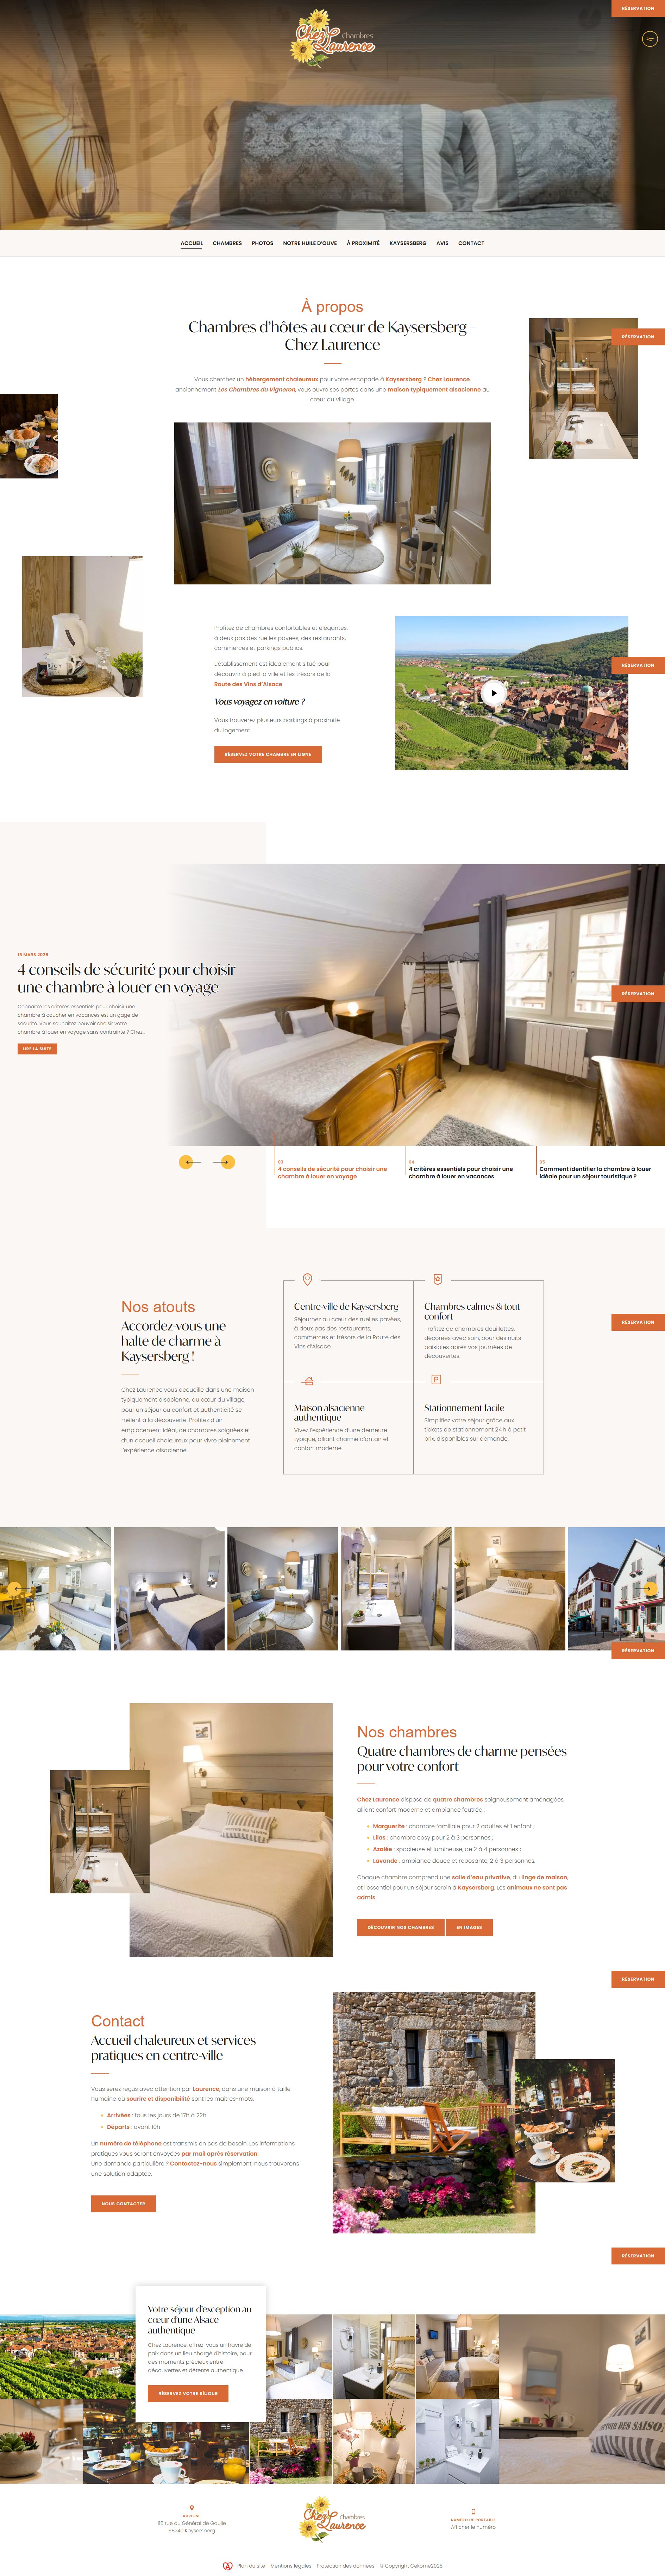 RÉSERVATION
Chez Laurence
Chambres
ACCUEIL CHAMBRES PHOTOS NOTRE HUILE D'OLIVE À PROXIMITÉ KAYSERSBERG AVIS CONTACT
À propos
Chambres d'hôtes au cœur de Kaysersberg –
Chez Laurence
RÉSERVATION
Vous cherchez un hébergement chaleureux pour votre escapade à Kaysersberg ? Chez Laurence,
anciennement Les Chambres du Vigneron, vous ouvre ses portes dans une maison typiquement alsacienne au
cœur du village.
Profitez de chambres confortables et élégantes,
à deux pas des ruelles pavées, des restaurants,
commerces et parkings publics.
L'établissement est idéalement situé pour
découvrir à pied la ville et les trésors de la
Route des Vins d'Alsace.
RÉSERVATION
Vous voyagez en voiture ?
Vous trouverez plusieurs parkings à proximité
du logement.
RÉSERVEZ VOTRE CHAMBRE EN LIGNE
15 MARS 2025
4 conseils de sécurité pour choisir
une chambre à louer en voyage
Connaître les critères essentiels pour choisir une
chambre à coucher en vacances est un gage de
sécurité. Vous souhaitez pouvoir choisir votre
chambre à louer en voyage sans contrainte ? Chez...
LIRE LA SUITE
RÉSERVATION
03
4 conseils de sécurité pour choisir une
chambre à louer en voyage
04
4 critères essentiels pour choisir une
chambre à louer en vacances
05
Comment identifier la chambre à louer
idéale pour un séjour touristique ?
Nos atouts
Accordez-vous une
halte de charme à
Kaysersberg !
Chez Laurence vous accueille dans une maison
typiquement alsacienne, au cœur du village,
pour un séjour où confort et authenticité se
mêlent à la découverte. Profitez d'un
emplacement idéal, de chambres soignées et
d'un accueil chaleureux pour vivre pleinement
l'expérience alsacienne.
Centre-ville de Kaysersberg
Séjournez au cœur des ruelles pavées,
à deux pas des restaurants,
commerces et trésors de la Route des
Vins d'Alsace.
Chambres calmes & tout
confort
Profitez de chambres douillettes,
décorées avec soin, pour des nuits
paisibles après vos journées de
découvertes.
RÉSERVATION
Maison alsacienne
authentique
Vivez l'expérience d'une demeure
typique, alliant charme d'antan et
confort moderne.
P
Stationnement facile
Simplifiez votre séjour grâce aux
tickets de stationnement 24h à petit
prix, disponibles sur demande.
RÉSERVATION
Nos chambres
Quatre chambres de charme pensées
pour votre confort
Chez Laurence dispose de quatre chambres soigneusement aménagées,
alliant confort moderne et ambiance feutrée :
Marguerite : chambre familiale pour 2 adultes et 1 enfant ;
Lilas : chambre cosy pour 2 à 3 personnes ;
Azalée : spacieuse et lumineuse, de 2 à 4 personnes ;
Lavande : ambiance douce et reposante, 2 à 3 personnes.
Chaque chambre comprend une salle d'eau privative, du linge de maison,
et l'essentiel pour un séjour serein à Kaysersberg. Les animaux ne sont pas
admis.
DÉCOUVRIR NOS CHAMBRES EN IMAGES
RÉSERVATION
Contact
Accueil chaleureux et services
pratiques en centre-ville
Vous serez reçus avec attention par Laurence, dans une maison à taille
humaine où sourire et disponibilité sont les maîtres-mots.
Arrivées : tous les jours de 17h à 22h
Départs : avant 10h
Un numéro de téléphone est transmis en cas de besoin. Les informations
pratiques vous seront envoyées par mail après réservation.
Une demande particulière ? Contactez-nous simplement, nous trouverons
une solution adaptée.
NOUS CONTACTER
RÉSERVATION
Votre séjour d'exception au
cœur d'une Alsace
authentique
Chez Laurence, offrez-vous un havre de
paix dans un lieu chargé d'histoire, pour
des moments précieux entre
découvertes et détente authentique.
RÉSERVEZ VOTRE SÉJOUR
ADRESSE
95 rue du Général de Gaulle
68240 Kaysersberg
Chez Laurence
Chambres
NUMÉRO DE PORTABLE
Afficher le numéro
Plan du site Mentions légales Protection des données © Copyright Cekome2025